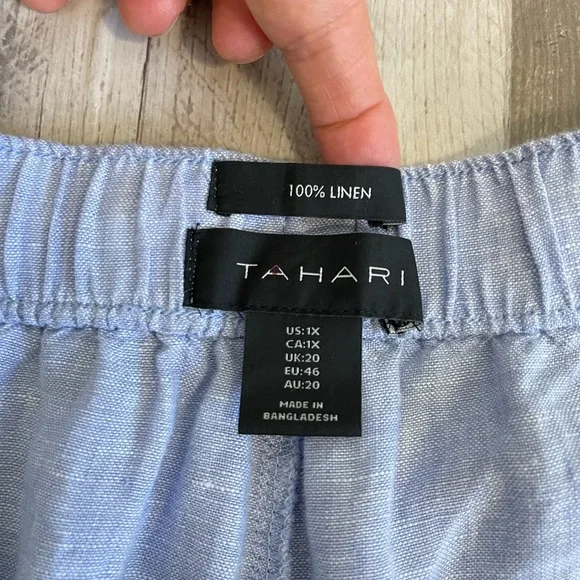 100% LINEN
TAHARI
US:1X
CA:1X
UK:20
EU:46
AU:20
MADE IN
BANGLADESH